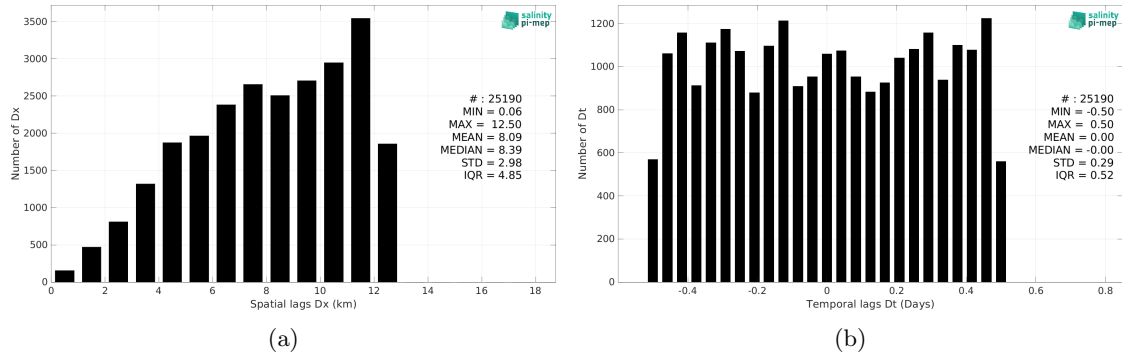 salinity
pi-mep
3500
3000
2500
2000
1500
1000
500
0
Number of Dx
# : 25190
MIN = 0.06
MAX = 12.50
MEAN = 8.09
MEDIAN = 8.39
STD = 2.98
IQR = 4.85
0 2 4 6 8 10 12 14 16 18
Spatial lags Dx (km)
(a)
salinity
pi-mep
1200
1000
800
600
400
200
0
Number of Dt
# : 25190
MIN = -0.50
MAX = 0.50
MEAN = 0.00
MEDIAN = -0.00
STD = 0.29
IQR = 0.52
-0.4 -0.2 0 0.2 0.4 0.6 0.8
Temporal lags Dt (Days)
(b)